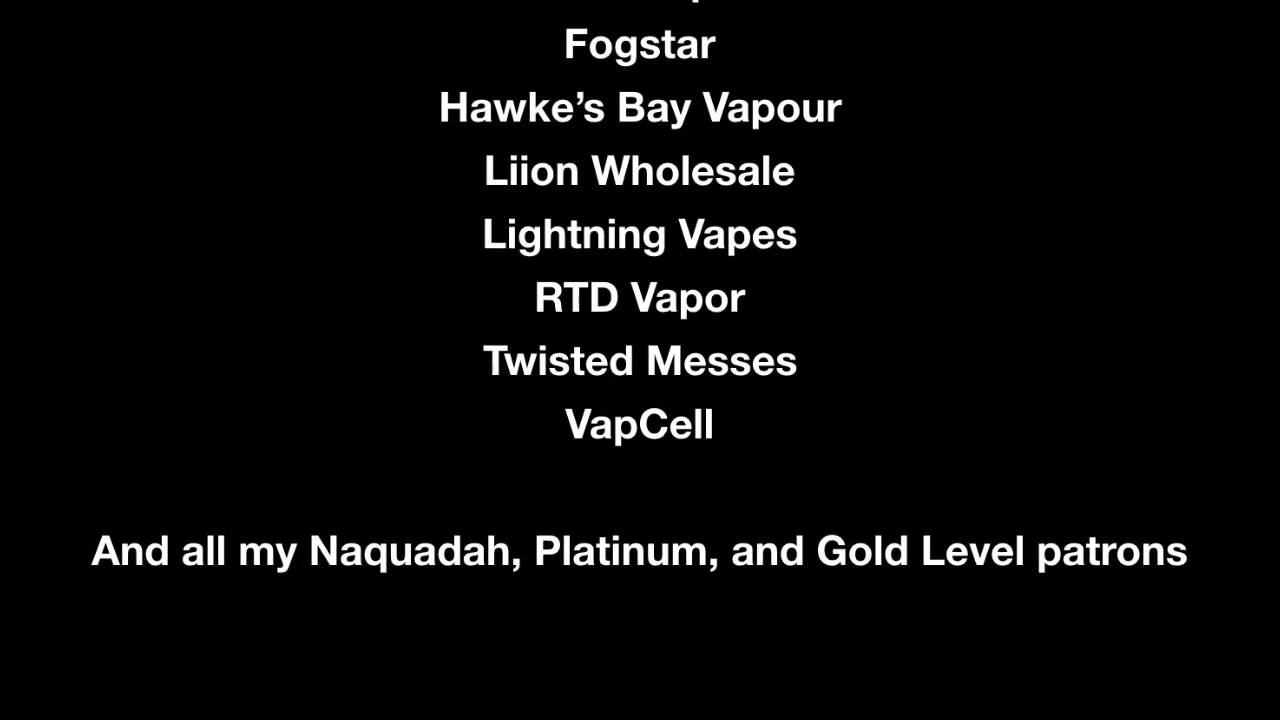 Fogstar
Hawke’s Bay Vapour
Liion Wholesale
Lightning Vapes
RTD Vapor
Twisted Messes
VapCell
And all my Naquadah, Platinum, and Gold Level patrons